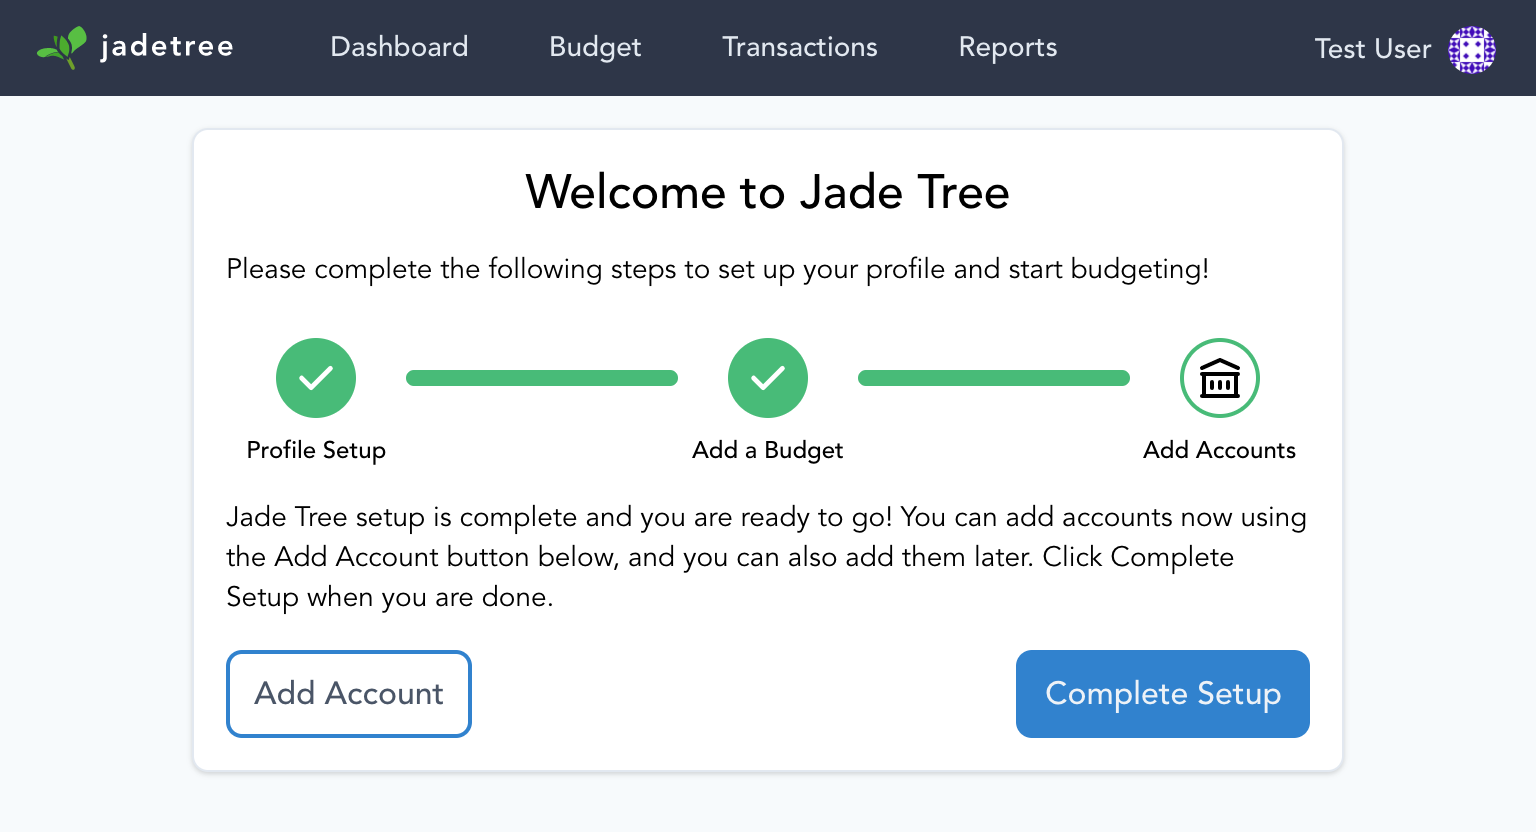 jadetree Dashboard Budget Transactions Reports Test User
Welcome to Jade Tree
Please complete the following steps to set up your profile and start budgeting!
Profile Setup Add a Budget Add Accounts
Jade Tree setup is complete and you are ready to go! You can add accounts now using
the Add Account button below, and you can also add them later. Click Complete
Setup when you are done.
Add Account Complete Setup